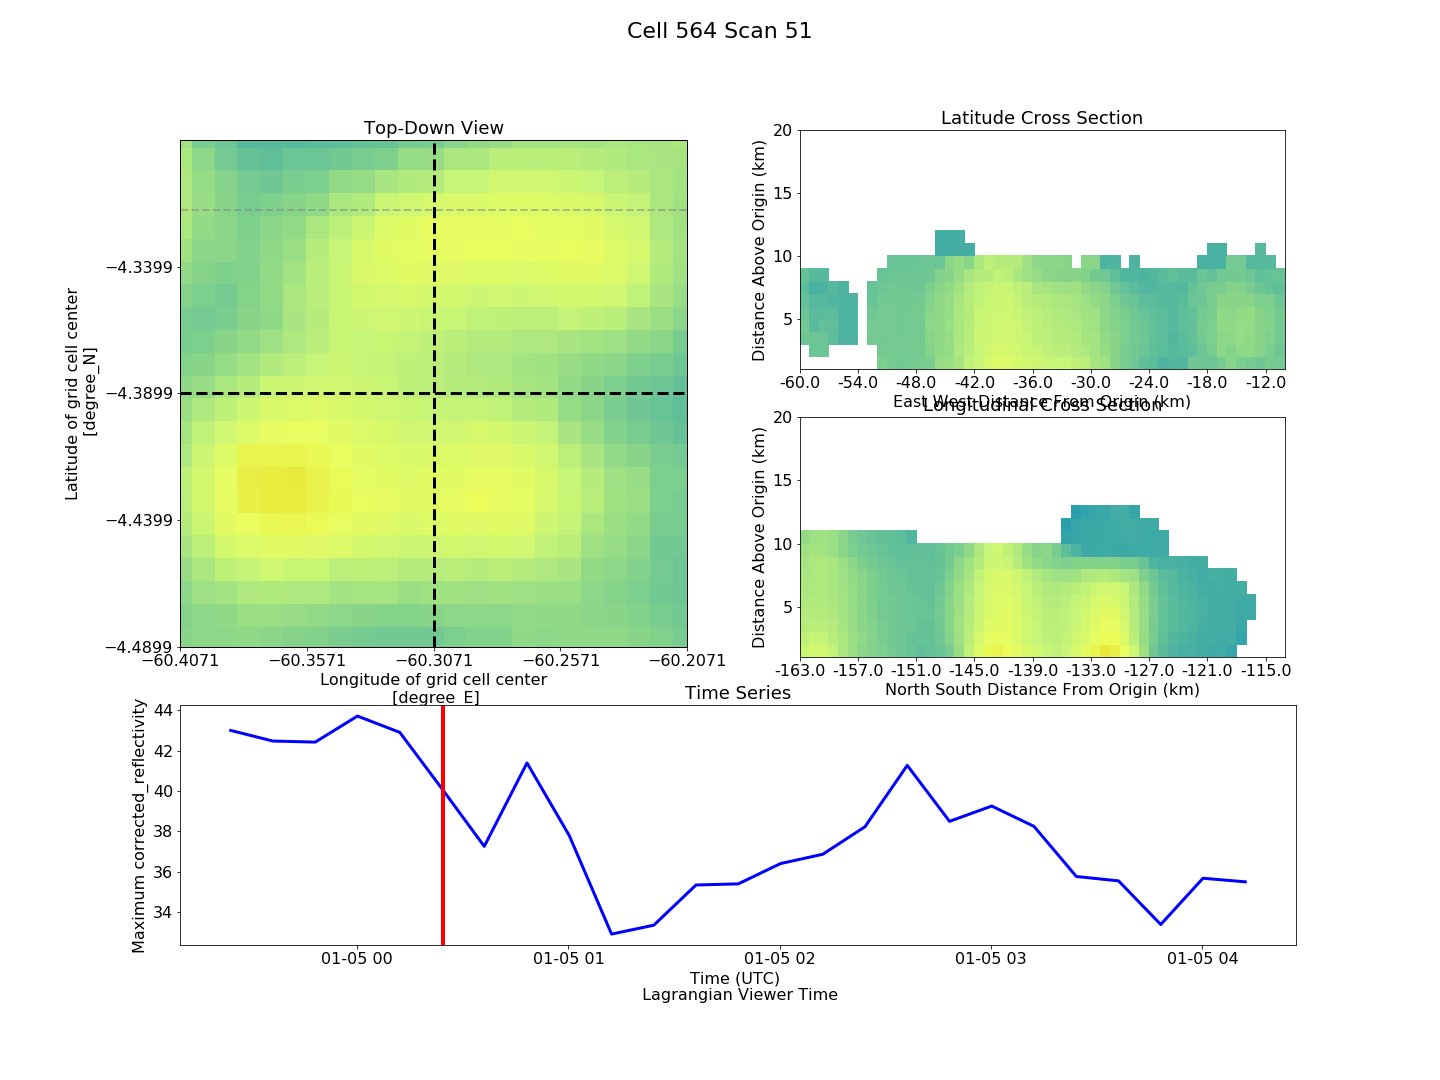 Cell 564 Scan 51
Top-Down View
−4.3399
−4.3899
−4.4399
−4.4899
Latitude of grid cell center
[degree_N]
−60.4071 −60.3571 −60.3071 −60.2571 −60.2071
Longitude of grid cell center
[degree_E]
Latitude Cross Section
20
15
10
5
Distance Above Origin (km)
-60.0 -54.0 -48.0 -42.0 -36.0 -30.0 -24.0 -18.0 -12.0
East West Distance From Origin (km)
Longitudinal Cross Section
20
15
10
5
Distance Above Origin (km)
-163.0 -157.0 -151.0 -145.0 -139.0 -133.0 -127.0 -121.0 -115.0
North South Distance From Origin (km)
Time Series
44
42
40
38
36
34
Maximum corrected_reflectivity
01-05 00 01-05 01 01-05 02 01-05 03 01-05 04
Time (UTC)
Lagrangian Viewer Time